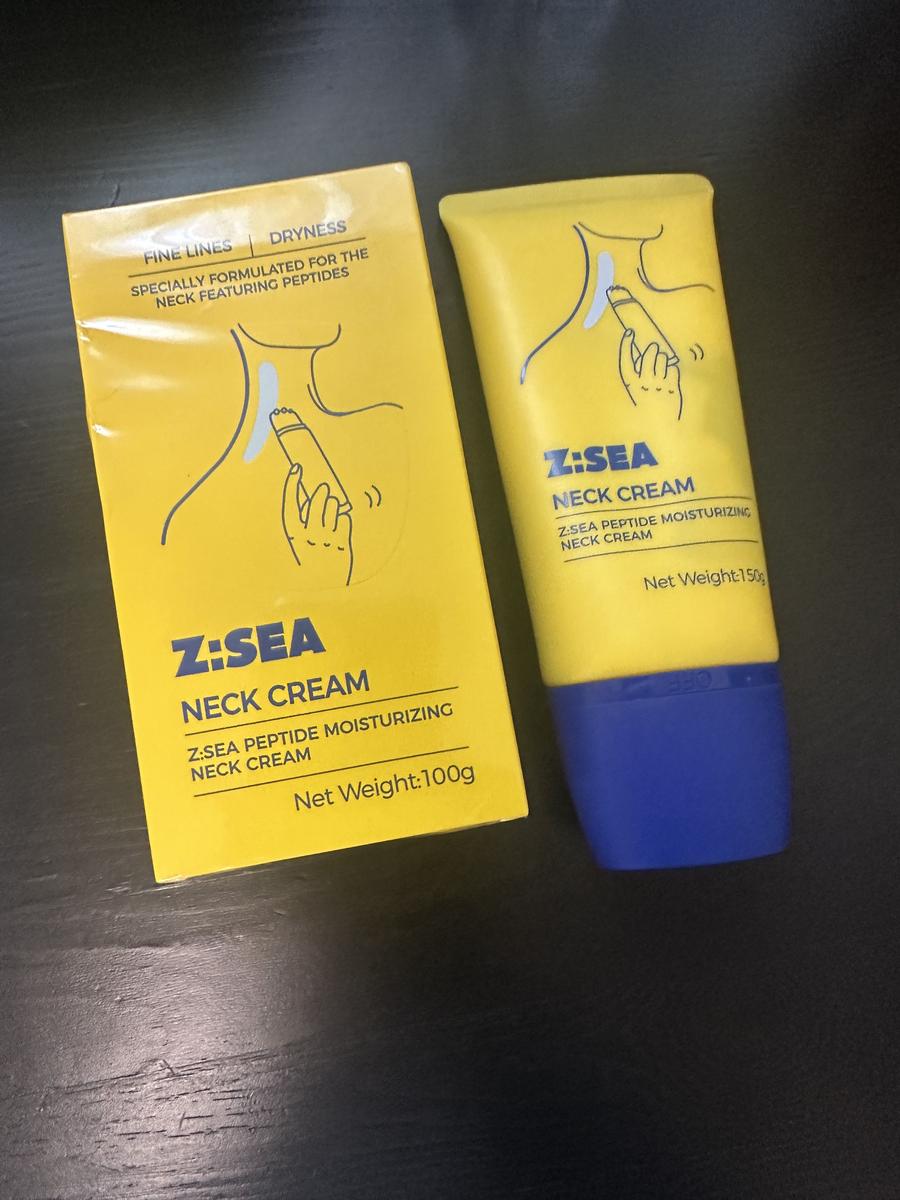 FINE LINES | DRYNESS
SPECIALLY FORMULATED FOR THE
NECK FEATURING PEPTIDES
Z:SEA
NECK CREAM
Z:SEA PEPTIDE MOISTURIZING
NECK CREAM
Net Weight:100g
Z:SEA
NECK CREAM
Z:SEA PEPTIDE MOISTURIZING
NECK CREAM
Net Weight:150g
OFF